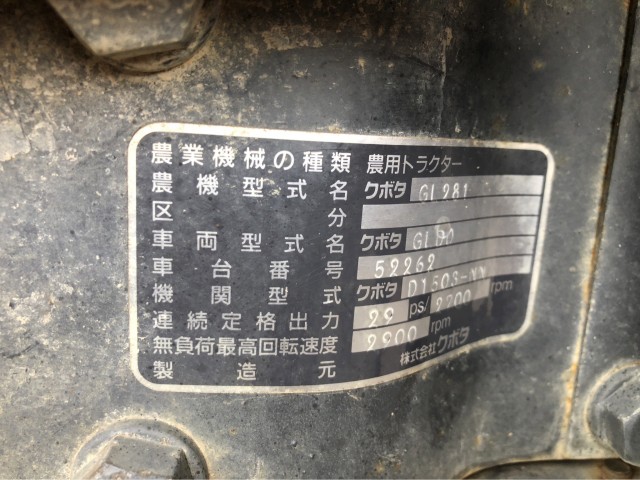 農業機械の種類 農用トラクター
農機型式名 クボタ GL281
区分
車両型式名 クボタ GLDO
車台番号 52262
機関型式 クボタ D1503-NN
連続定格出力 29 ps/2200 rpm
無負荷最高回転速度 2900 rpm
製造元 株式会社クボタ